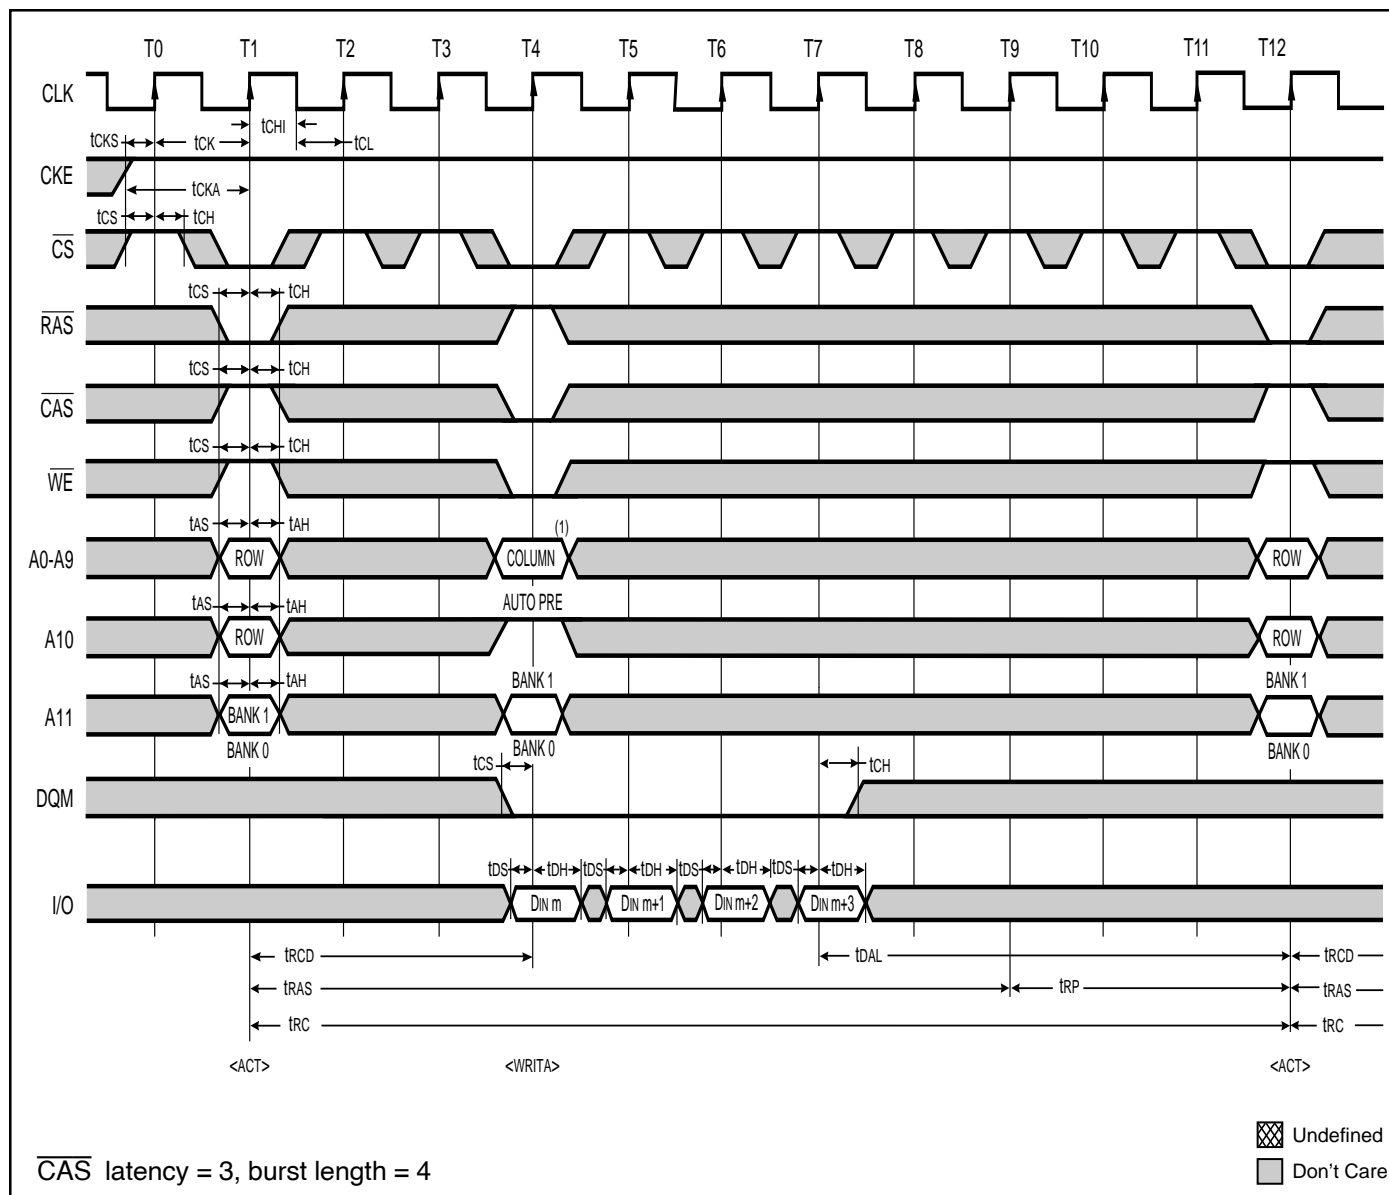 T0 T1 T2 T3 T4 T5 T6 T7 T8 T9 T10 T11 T12
CLK
tCHI
tCKS tCK tCL
CKE
tCKA
tCS tCH
CS
tCS tCH
RAS
tCS tCH
CAS
tCS tCH
WE
tAS tAH (1)
A0-A9 ROW COLUMN ROW
tAS tAH AUTO PRE
A10 ROW ROW
tAS tAH BANK 1 BANK 1
A11 BANK 1
BANK 0 BANK 0 BANK 0
tCS tCH
DQM
tDS tDH tDS tDH tDS tDH tDS tDH
I/O DIN m DIN m+1 DIN m+2 DIN m+3
tRCD tDAL tRCD
tRAS tRP tRAS
tRC tRC
<ACT> <WRITA> <ACT>
Undefined
CAS latency = 3, burst length = 4 Don't Care